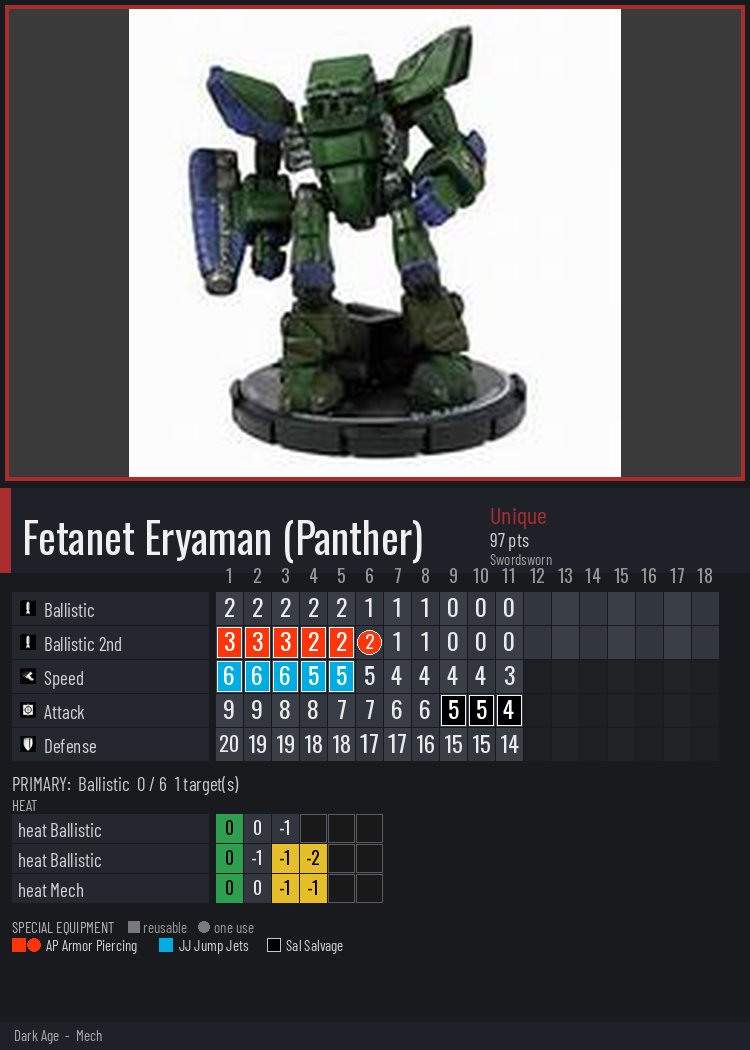 Fetanet Eryaman (Panther)
Unique
97 pts
Swordsworn
1 2 3 4 5 6 7 8 9 10 11 12 13 14 15 16 17 18
Ballistic 2 2 2 2 2 1 1 1 0 0 0
Ballistic 2nd 3 3 3 2 2 2 1 1 0 0 0
Speed 6 6 6 5 5 5 4 4 4 4 3
Attack 9 9 8 8 7 7 6 6 5 5 4
Defense 20 19 19 18 18 17 17 16 15 15 14
PRIMARY: Ballistic 0 / 6 1 target(s)
HEAT
heat Ballistic 0 0 -1
heat Ballistic 0 -1 -1 -2
heat Mech 0 0 -1 -1
SPECIAL EQUIPMENT reusable one use
AP Armor Piercing JJ Jump Jets Sal Salvage
Dark Age - Mech